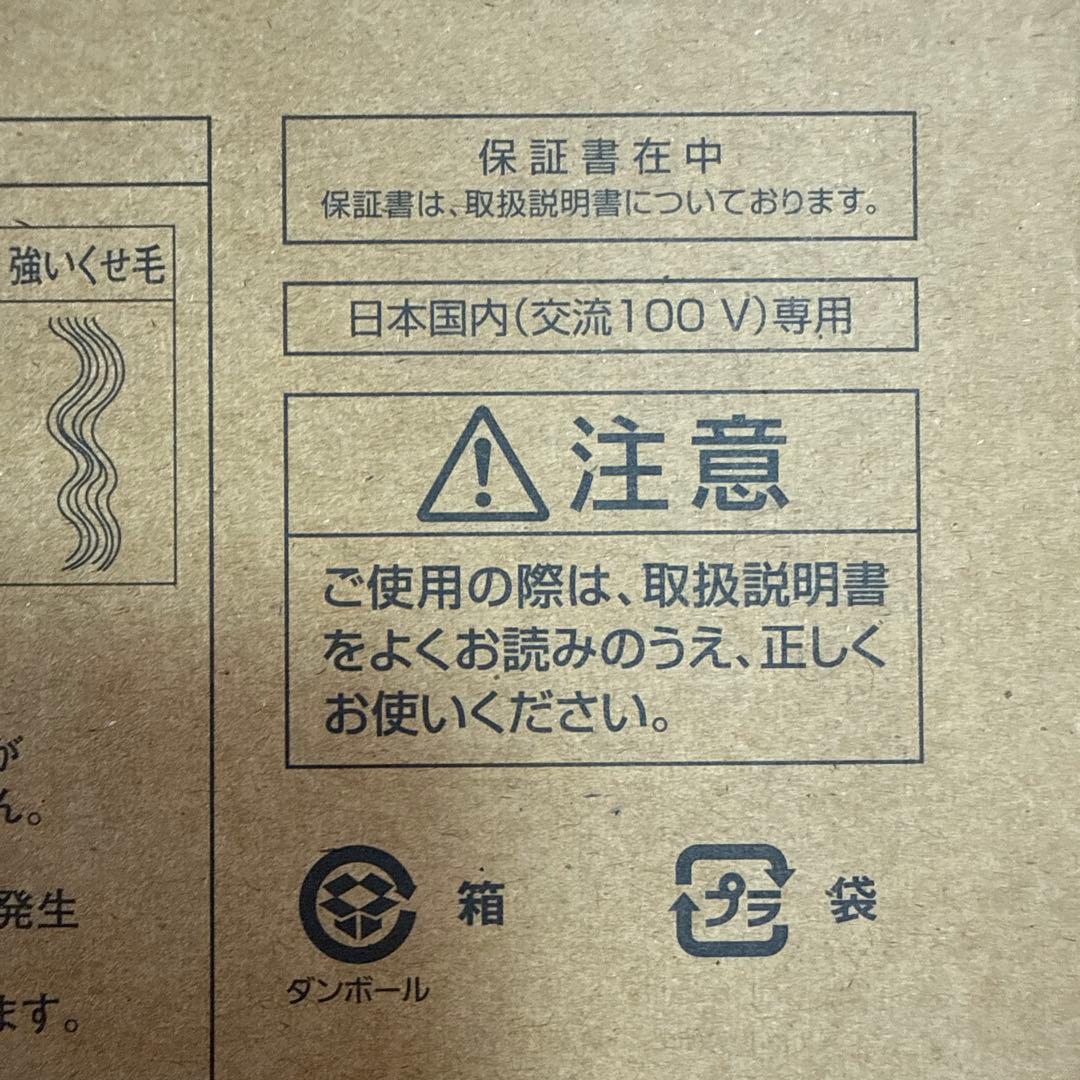 保証書在中
保証書は、取扱説明書についております。
強いくせ毛
日本国内(交流100 V)専用
注意
ご使用の際は、取扱説明書
をよくお読みのうえ、正しく
お使いください。
が
ん。
発生
ます。
箱
ダンボール
プラ
袋